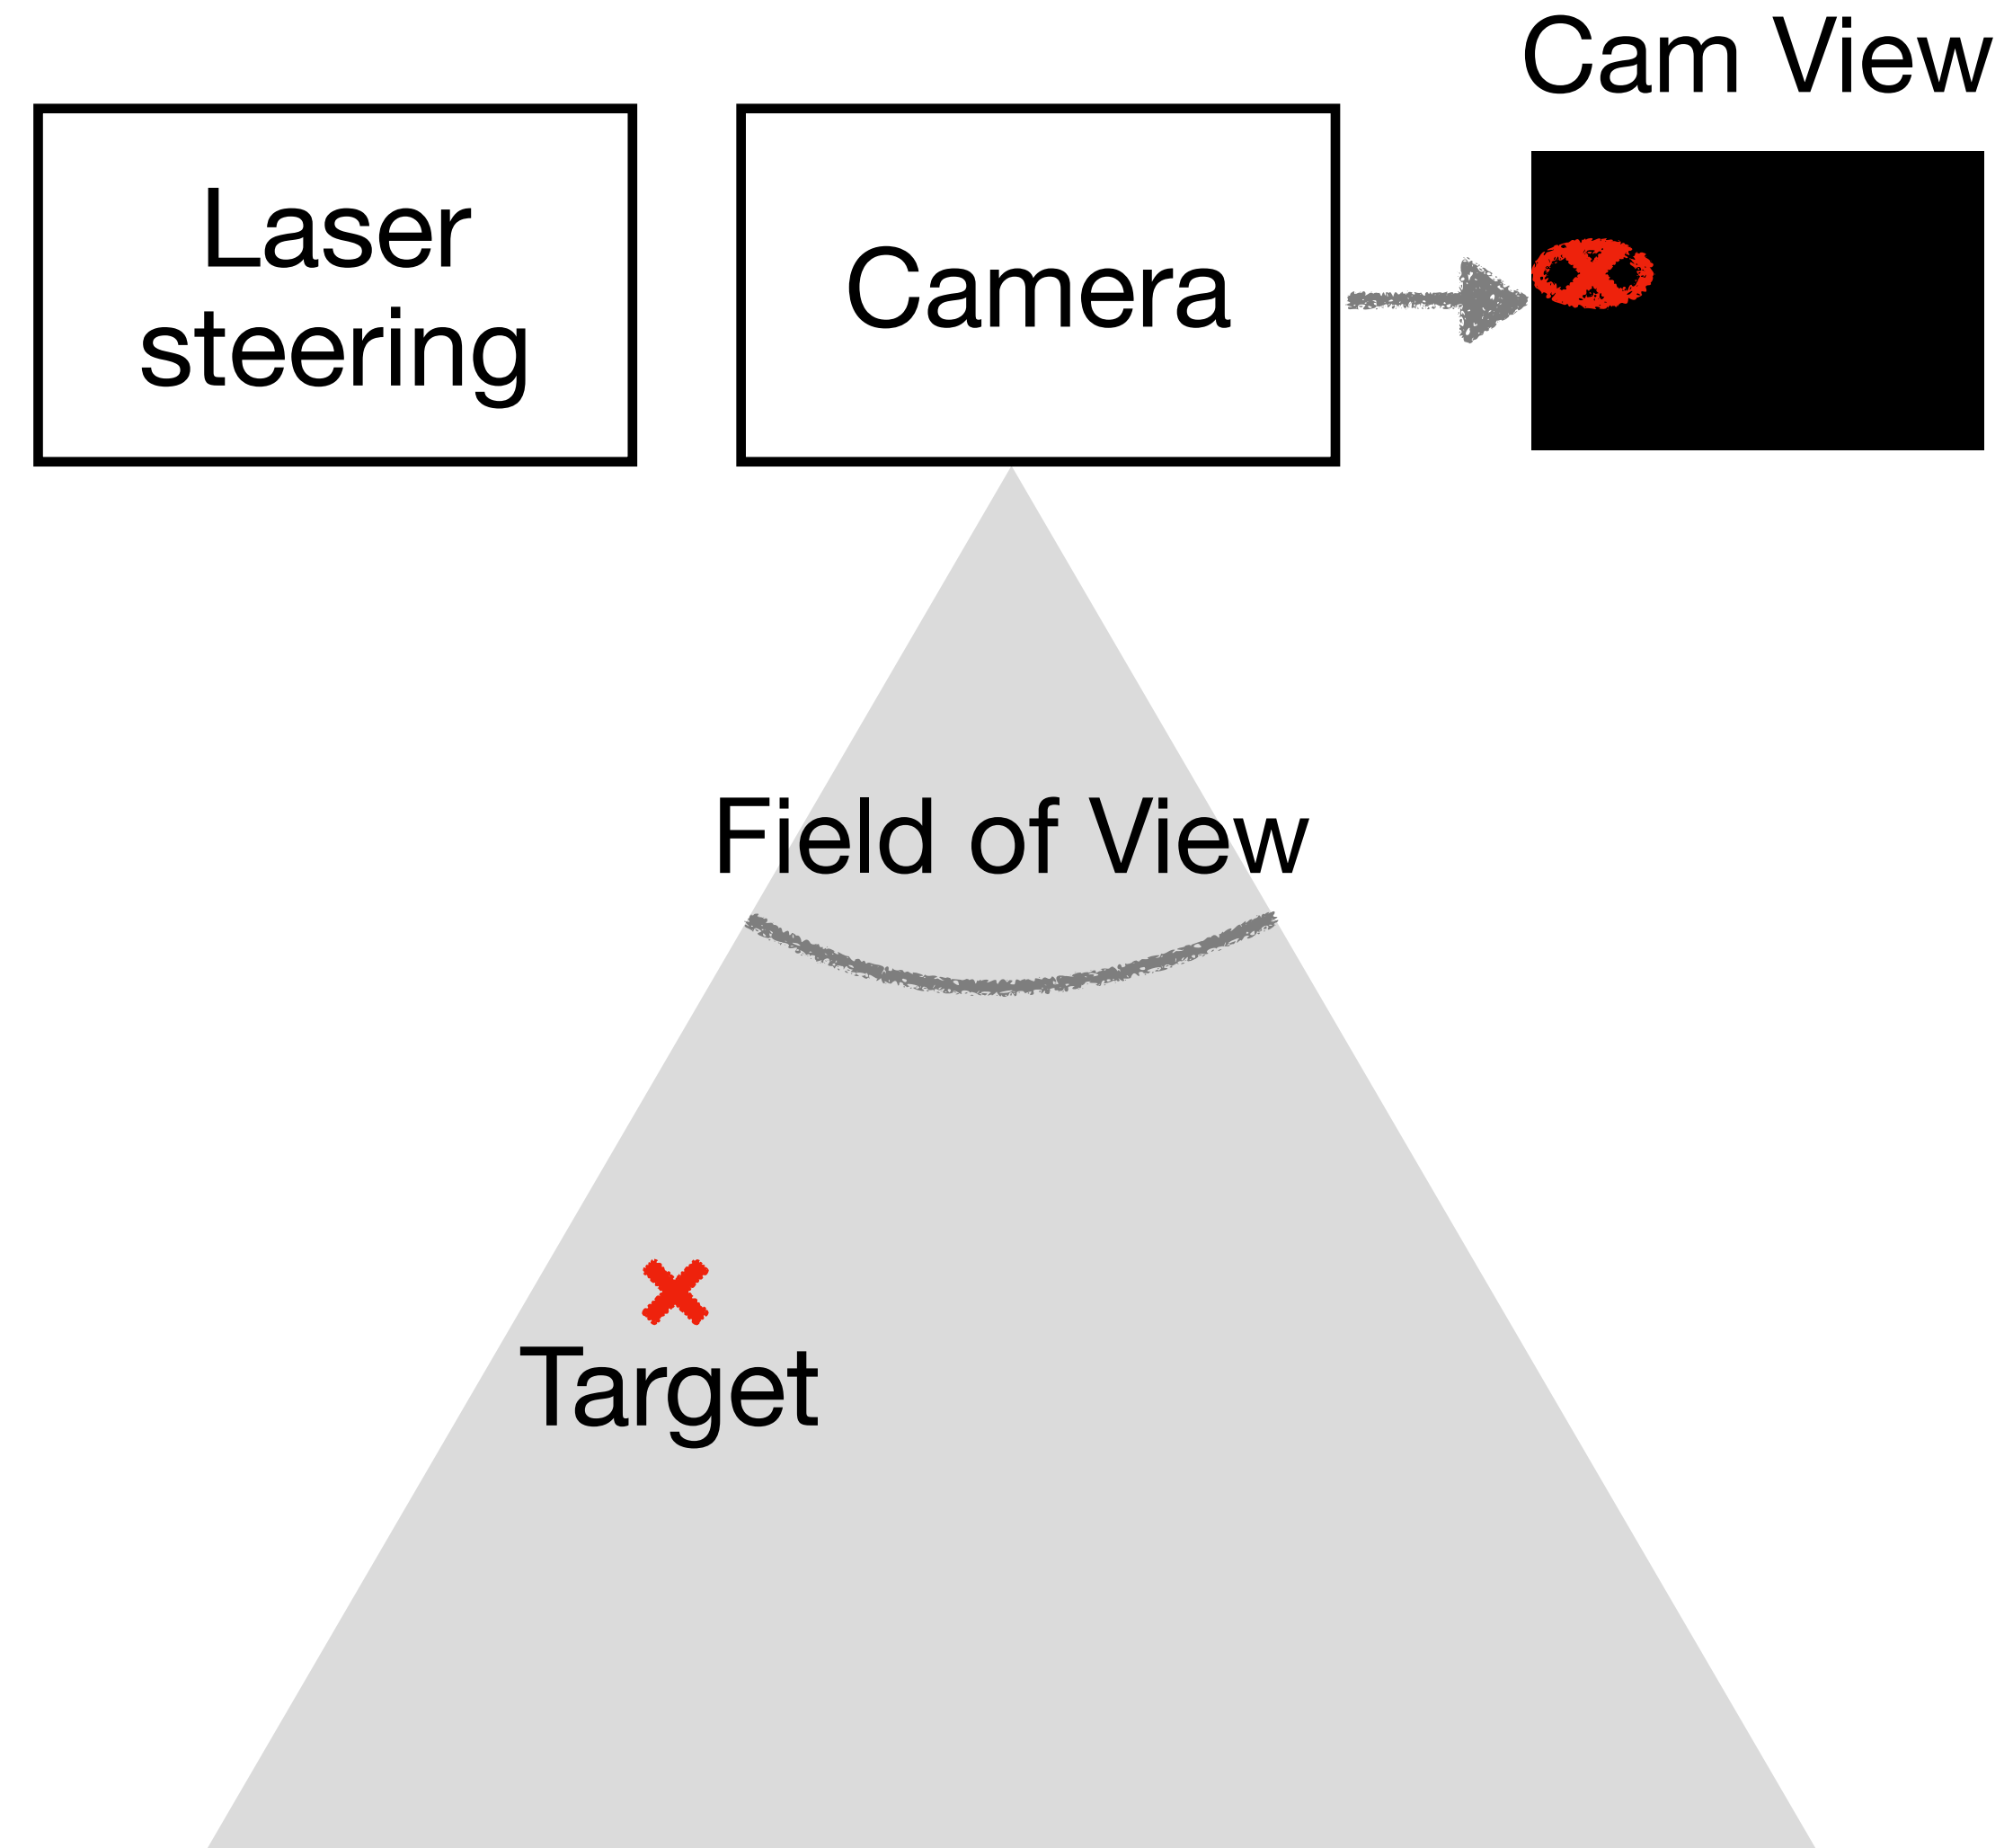 Cam View
Laser
steering
Camera
Field of View
Target